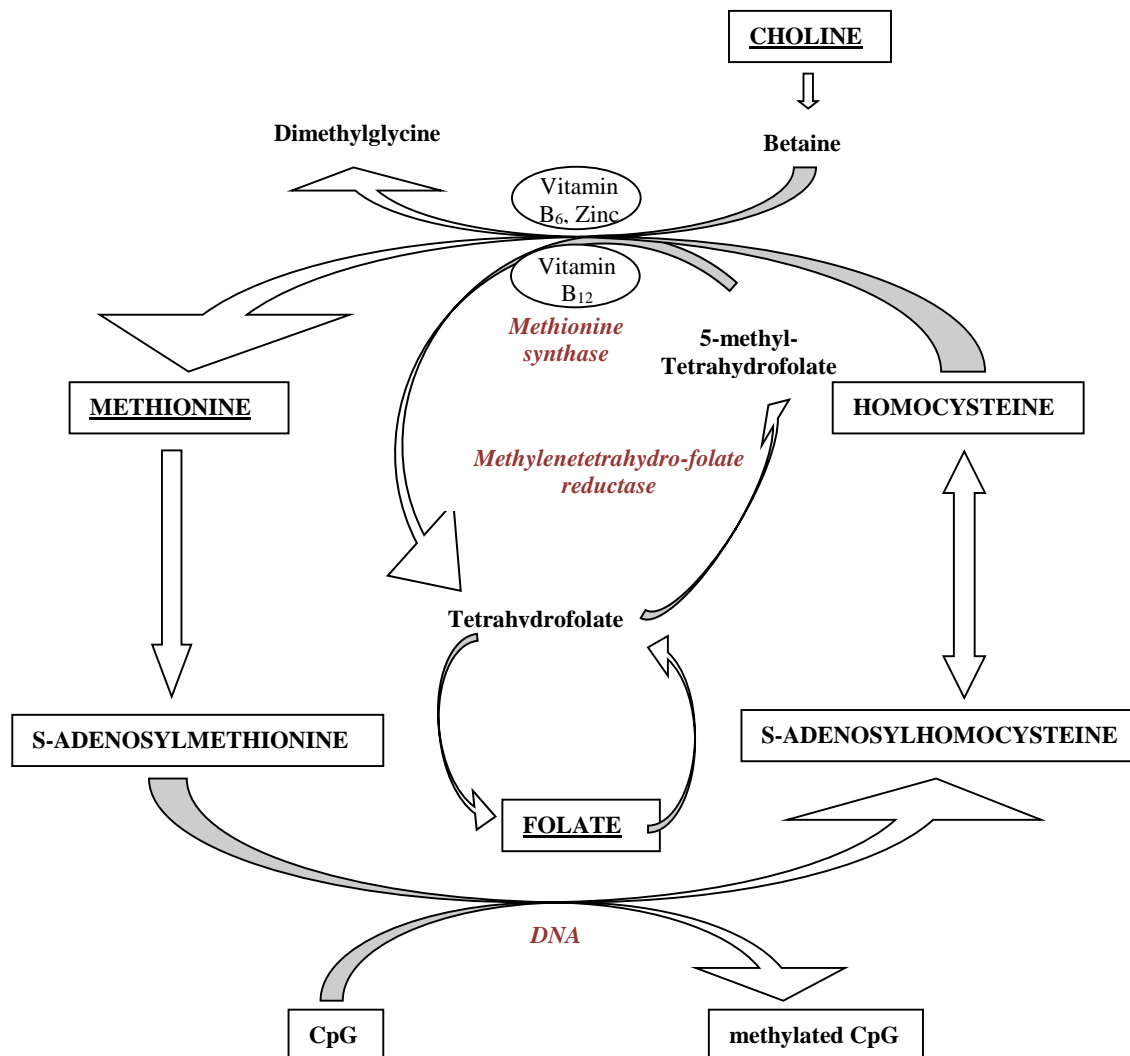 CHOLINE
Dimethylglycine
Betaine
Vitamin
B₆, Zinc
Vitamin
B₁₂
Methionine
synthase
5-methyl-
Tetrahydrofolate
METHIONINE
HOMOCYSTEINE
Methylenetetrahydro-folate
reductase
Tetrahydrofolate
S-ADENOSYLMETHIONINE
S-ADENOSYLHOMOCYSTEINE
FOLATE
DNA
CpG
methylated CpG